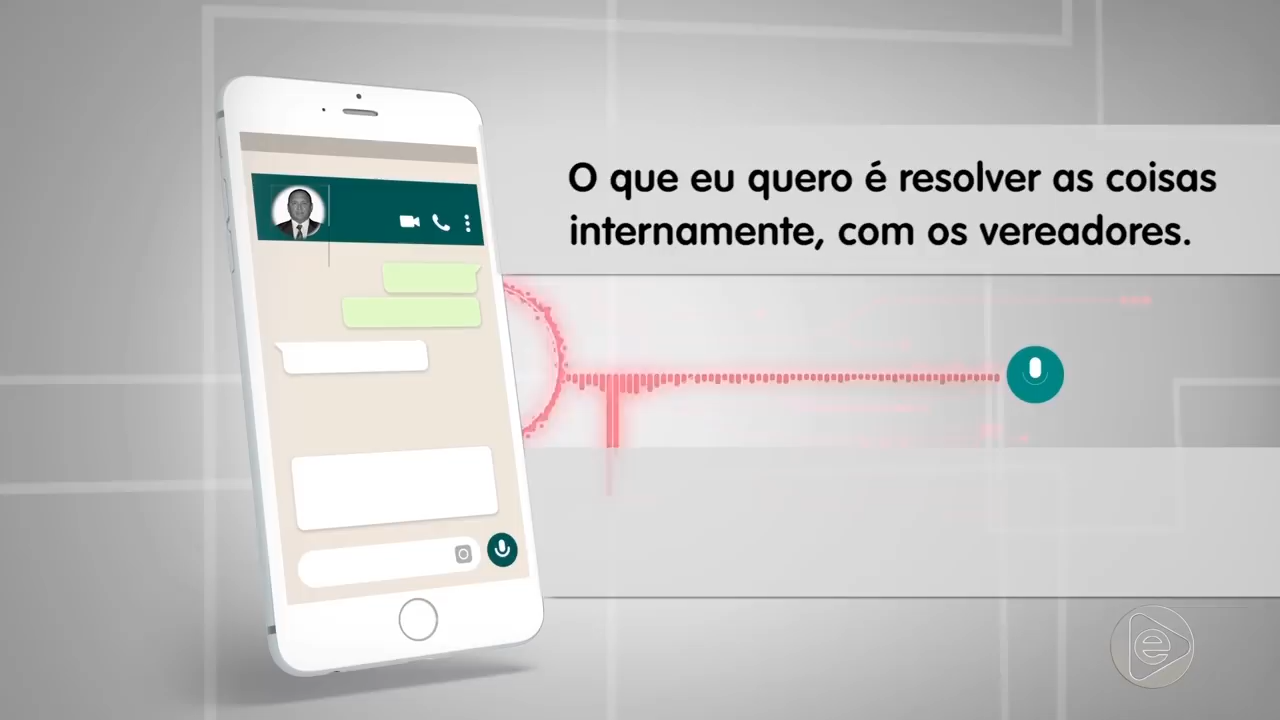 O que eu quero é resolver as coisas
internamente, com os vereadores.
e